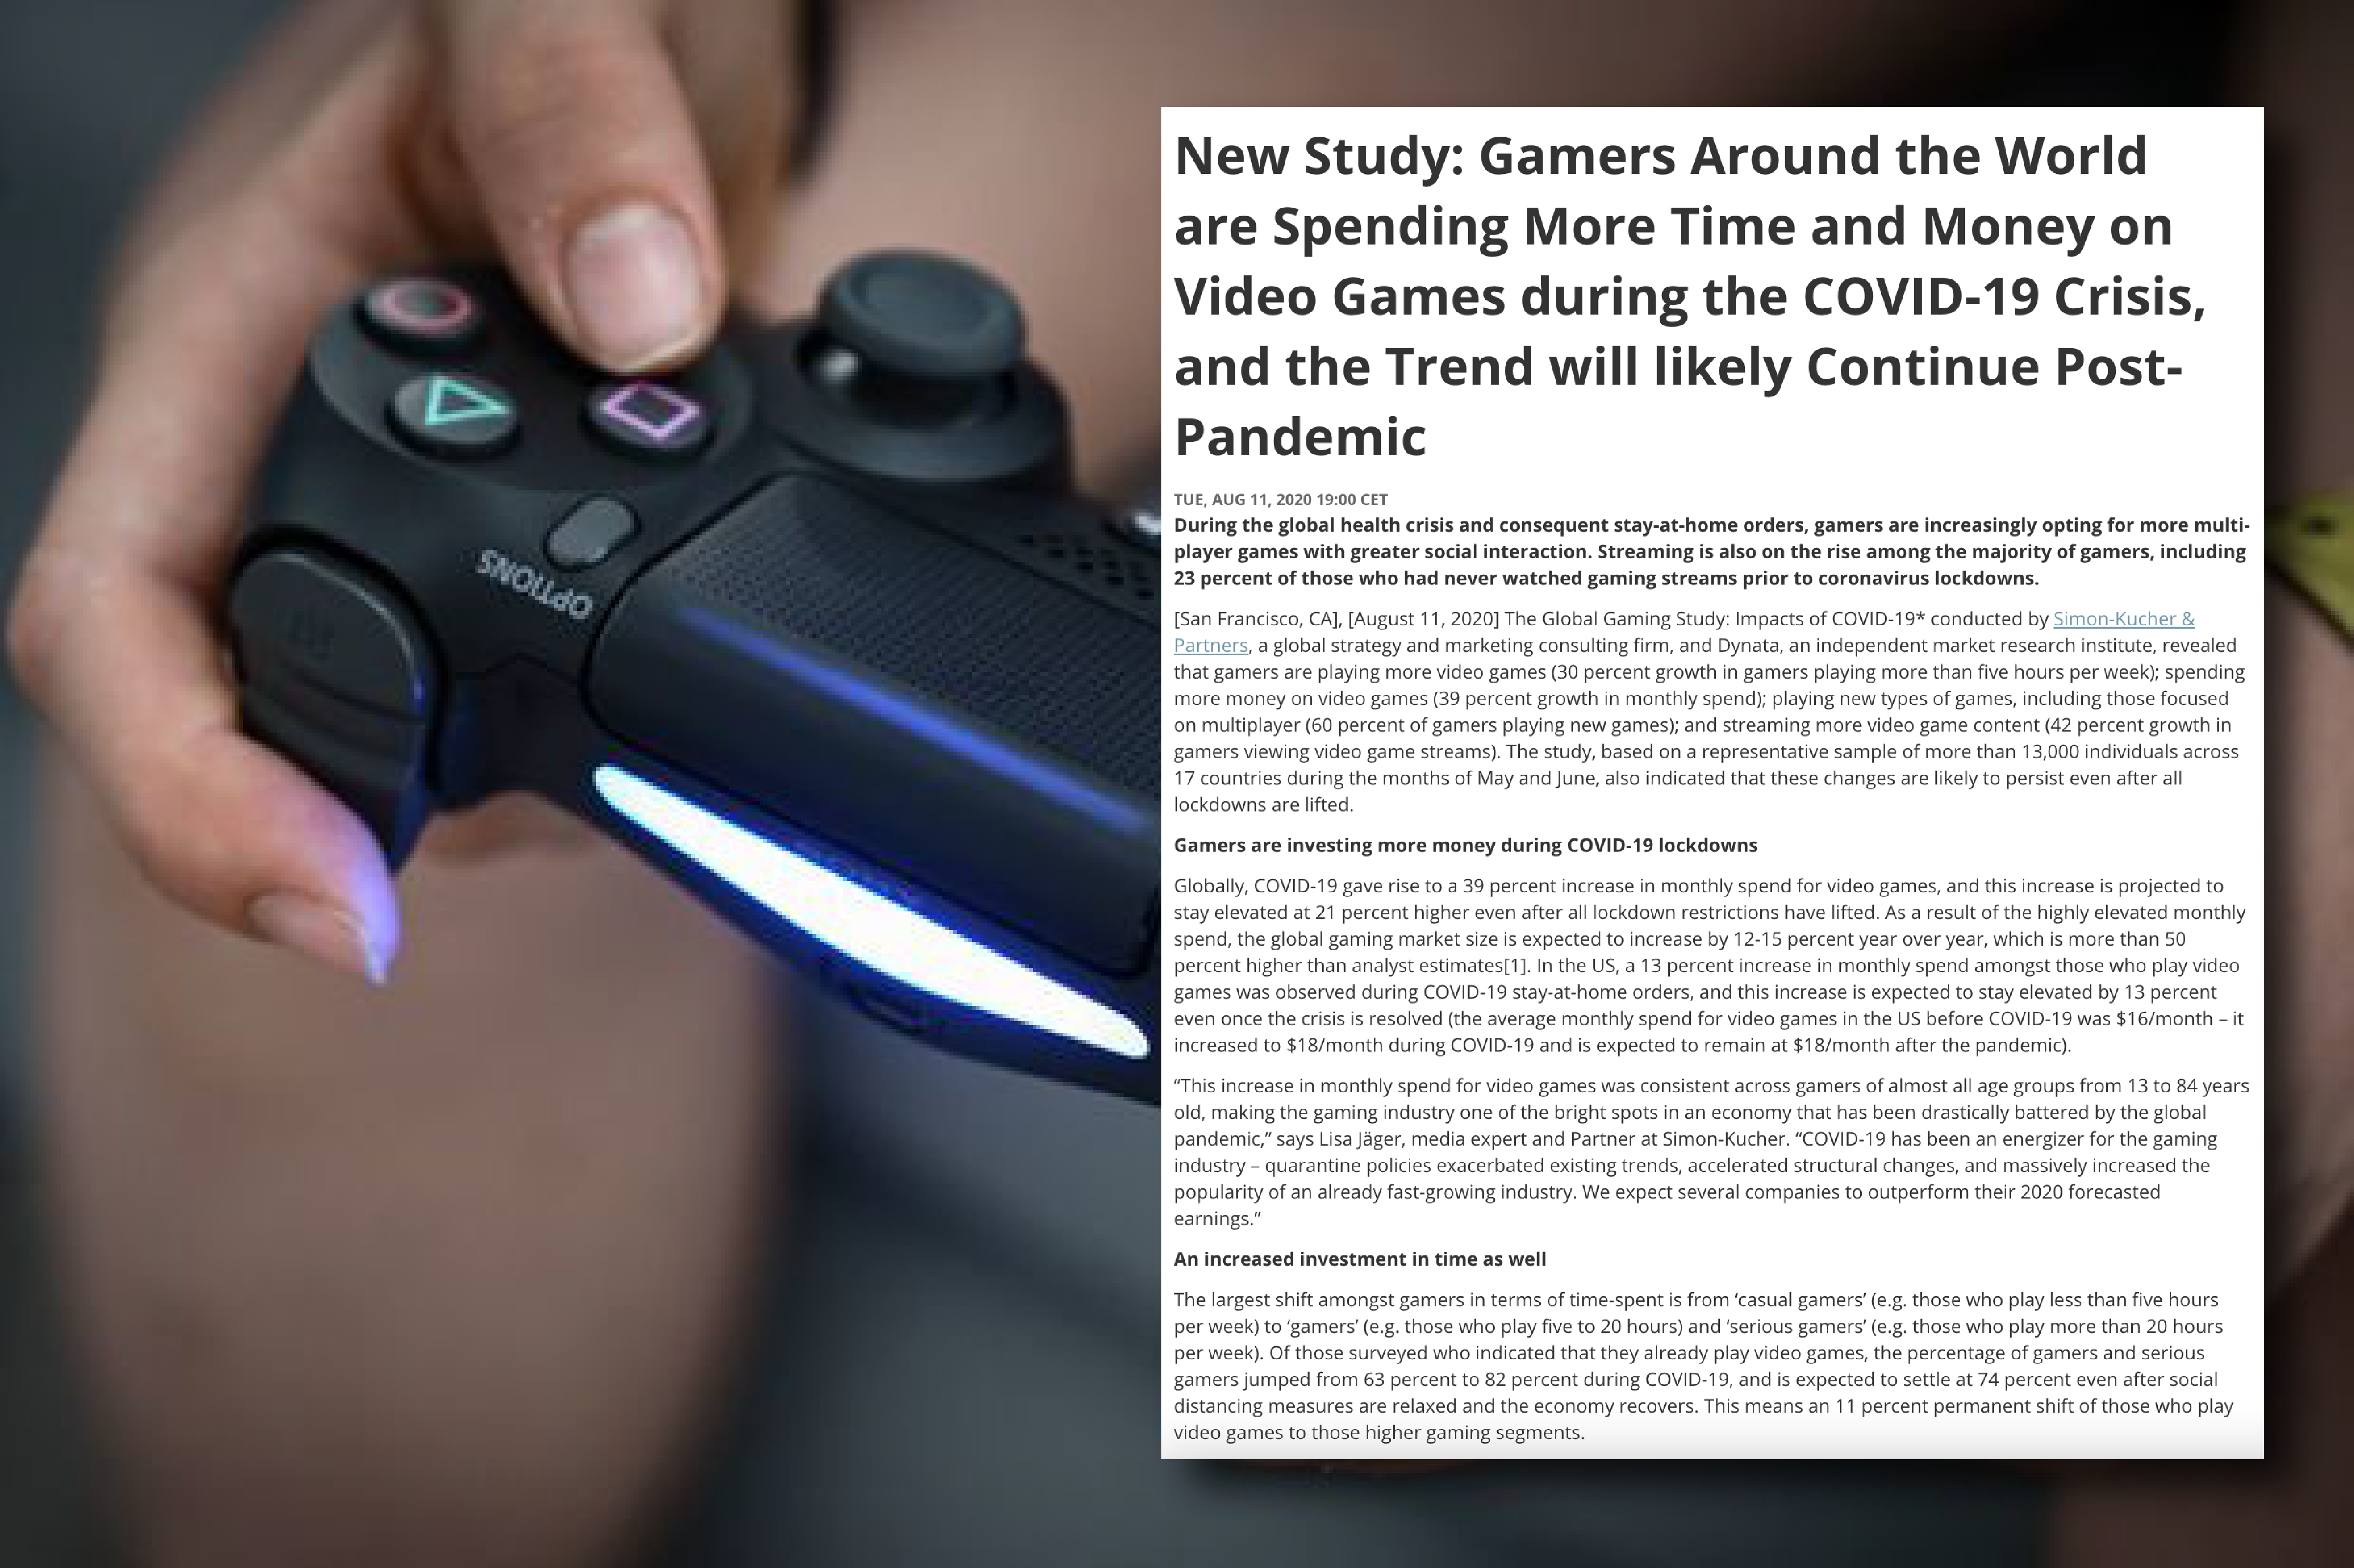 New Study: Gamers Around the World
are Spending More Time and Money on
Video Games during the COVID-19 Crisis,
and the Trend will likely Continue Post-
Pandemic
TUE, AUG 11, 2020 19:00 CET
During the global health crisis and consequent stay-at-home orders, gamers are increasingly opting for more multi-
player games with greater social interaction. Streaming is also on the rise among the majority of gamers, including
23 percent of those who had never watched gaming streams prior to coronavirus lockdowns.
[San Francisco, CA], [August 11, 2020] The Global Gaming Study: Impacts of COVID-19* conducted by Simon-Kucher &
Partners, a global strategy and marketing consulting firm, and Dynata, an independent market research institute, revealed
that gamers are playing more video games (30 percent growth in gamers playing more than five hours per week); spending
more money on video games (39 percent growth in monthly spend); playing new types of games, including those focused
on multiplayer (60 percent of gamers playing new games); and streaming more video game content (42 percent growth in
gamers viewing video game streams). The study, based on a representative sample of more than 13,000 individuals across
17 countries during the months of May and June, also indicated that these changes are likely to persist even after all
lockdowns are lifted.
Gamers are investing more money during COVID-19 lockdowns
Globally, COVID-19 gave rise to a 39 percent increase in monthly spend for video games, and this increase is projected to
stay elevated at 21 percent higher even after all lockdown restrictions have lifted. As a result of the highly elevated monthly
spend, the global gaming market size is expected to increase by 12-15 percent year over year, which is more than 50
percent higher than analyst estimates[1]. In the US, a 13 percent increase in monthly spend amongst those who play video
games was observed during COVID-19 stay-at-home orders, and this increase is expected to stay elevated by 13 percent
even once the crisis is resolved (the average monthly spend for video games in the US before COVID-19 was $16/month – it
increased to $18/month during COVID-19 and is expected to remain at $18/month after the pandemic).
“This increase in monthly spend for video games was consistent across gamers of almost all age groups from 13 to 84 years
old, making the gaming industry one of the bright spots in an economy that has been drastically battered by the global
pandemic,” says Lisa Jäger, media expert and Partner at Simon-Kucher. “COVID-19 has been an energizer for the gaming
industry – quarantine policies exacerbated existing trends, accelerated structural changes, and massively increased the
popularity of an already fast-growing industry. We expect several companies to outperform their 2020 forecasted
earnings.”
An increased investment in time as well
The largest shift amongst gamers in terms of time-spent is from ‘casual gamers’ (e.g. those who play less than five hours
per week) to ‘gamers’ (e.g. those who play five to 20 hours) and ‘serious gamers’ (e.g. those who play more than 20 hours
per week). Of those surveyed who indicated that they already play video games, the percentage of gamers and serious
gamers jumped from 63 percent to 82 percent during COVID-19, and is expected to settle at 74 percent even after social
distancing measures are relaxed and the economy recovers. This means an 11 percent permanent shift of those who play
video games to those higher gaming segments.
OPTIONS